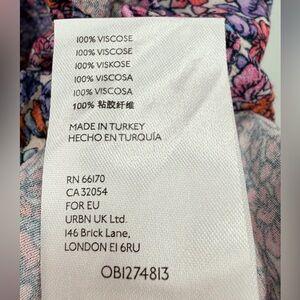 100% VISCOSE
100% VISCOSE
100% VISKOSE
100% VISCOSA
100% VISCOSA
100% 粘胶纤维
MADE IN TURKEY
HECHO EN TURQUÍA
RN 66170
CA 32054
FOR EU
URBN UK Ltd.
146 Brick Lane,
LONDON E1 6RU
OB1274813